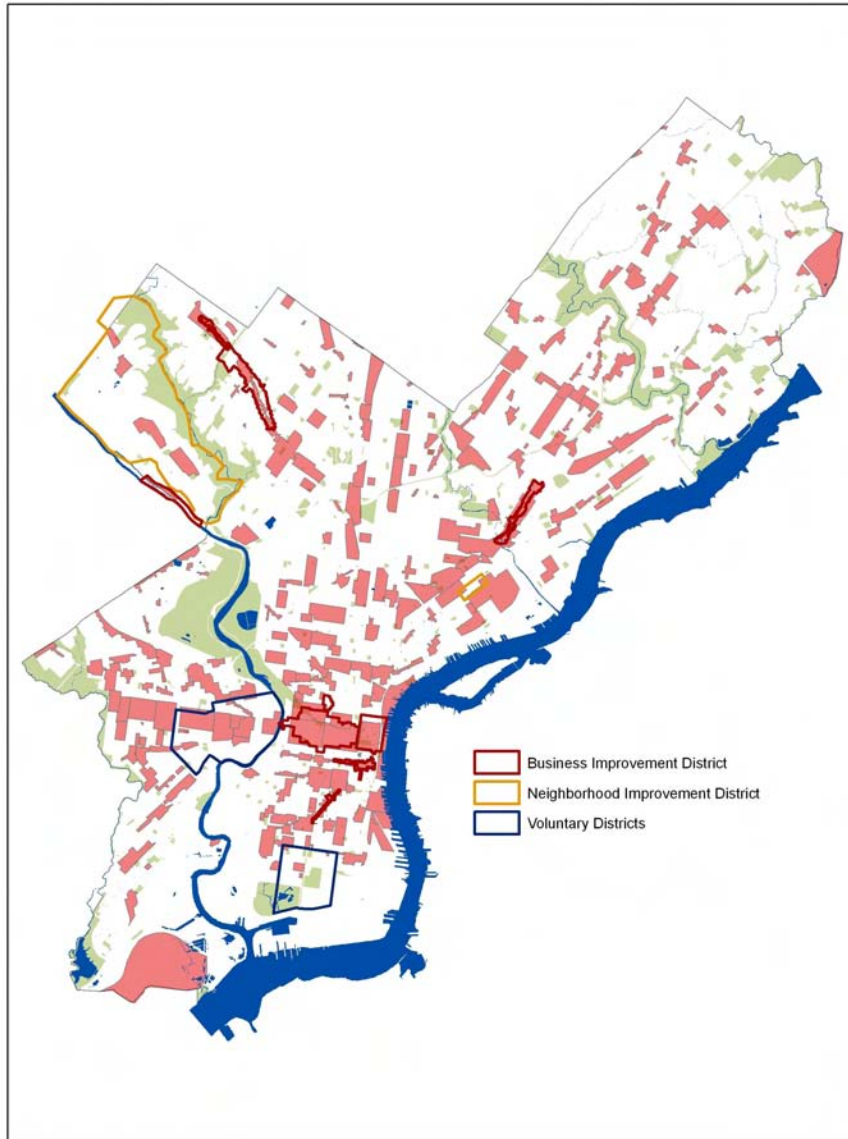 Business Improvement District
Neighborhood Improvement District
Voluntary Districts